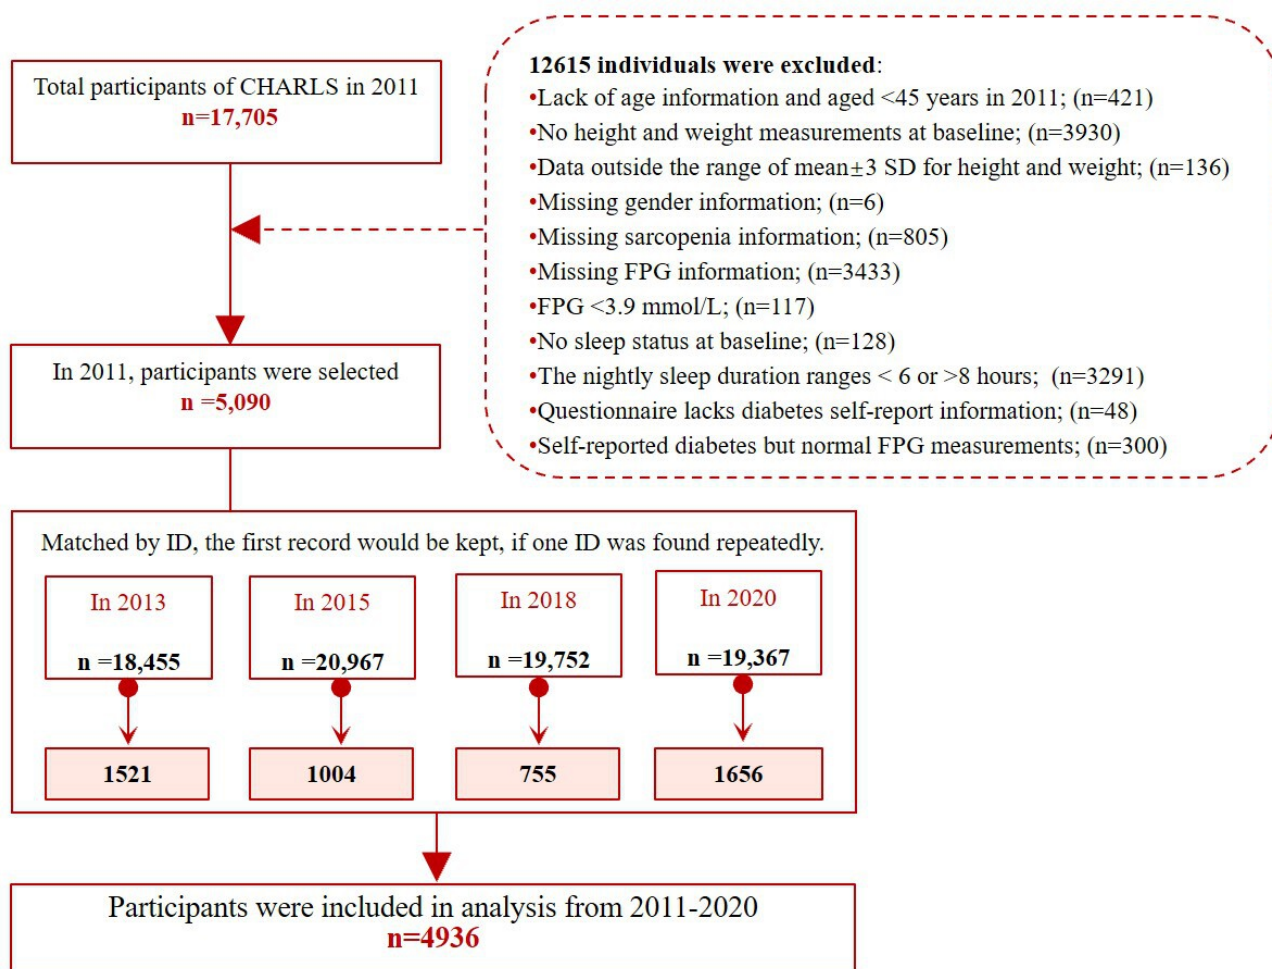 Total participants of CHARLS in 2011
n=17,705
12615 individuals were excluded:
•Lack of age information and aged <45 years in 2011; (n=421)
•No height and weight measurements at baseline; (n=3930)
•Data outside the range of mean±3 SD for height and weight; (n=136)
•Missing gender information; (n=6)
•Missing sarcopenia information; (n=805)
•Missing FPG information; (n=3433)
•FPG <3.9 mmol/L; (n=117)
•No sleep status at baseline; (n=128)
•The nightly sleep duration ranges < 6 or >8 hours; (n=3291)
•Questionnaire lacks diabetes self-report information; (n=48)
•Self-reported diabetes but normal FPG measurements; (n=300)
In 2011, participants were selected
n =5,090
Matched by ID, the first record would be kept, if one ID was found repeatedly.
In 2013
n =18,455
1521
In 2015
n =20,967
1004
In 2018
n =19,752
755
In 2020
n =19,367
1656
Participants were included in analysis from 2011-2020
n=4936